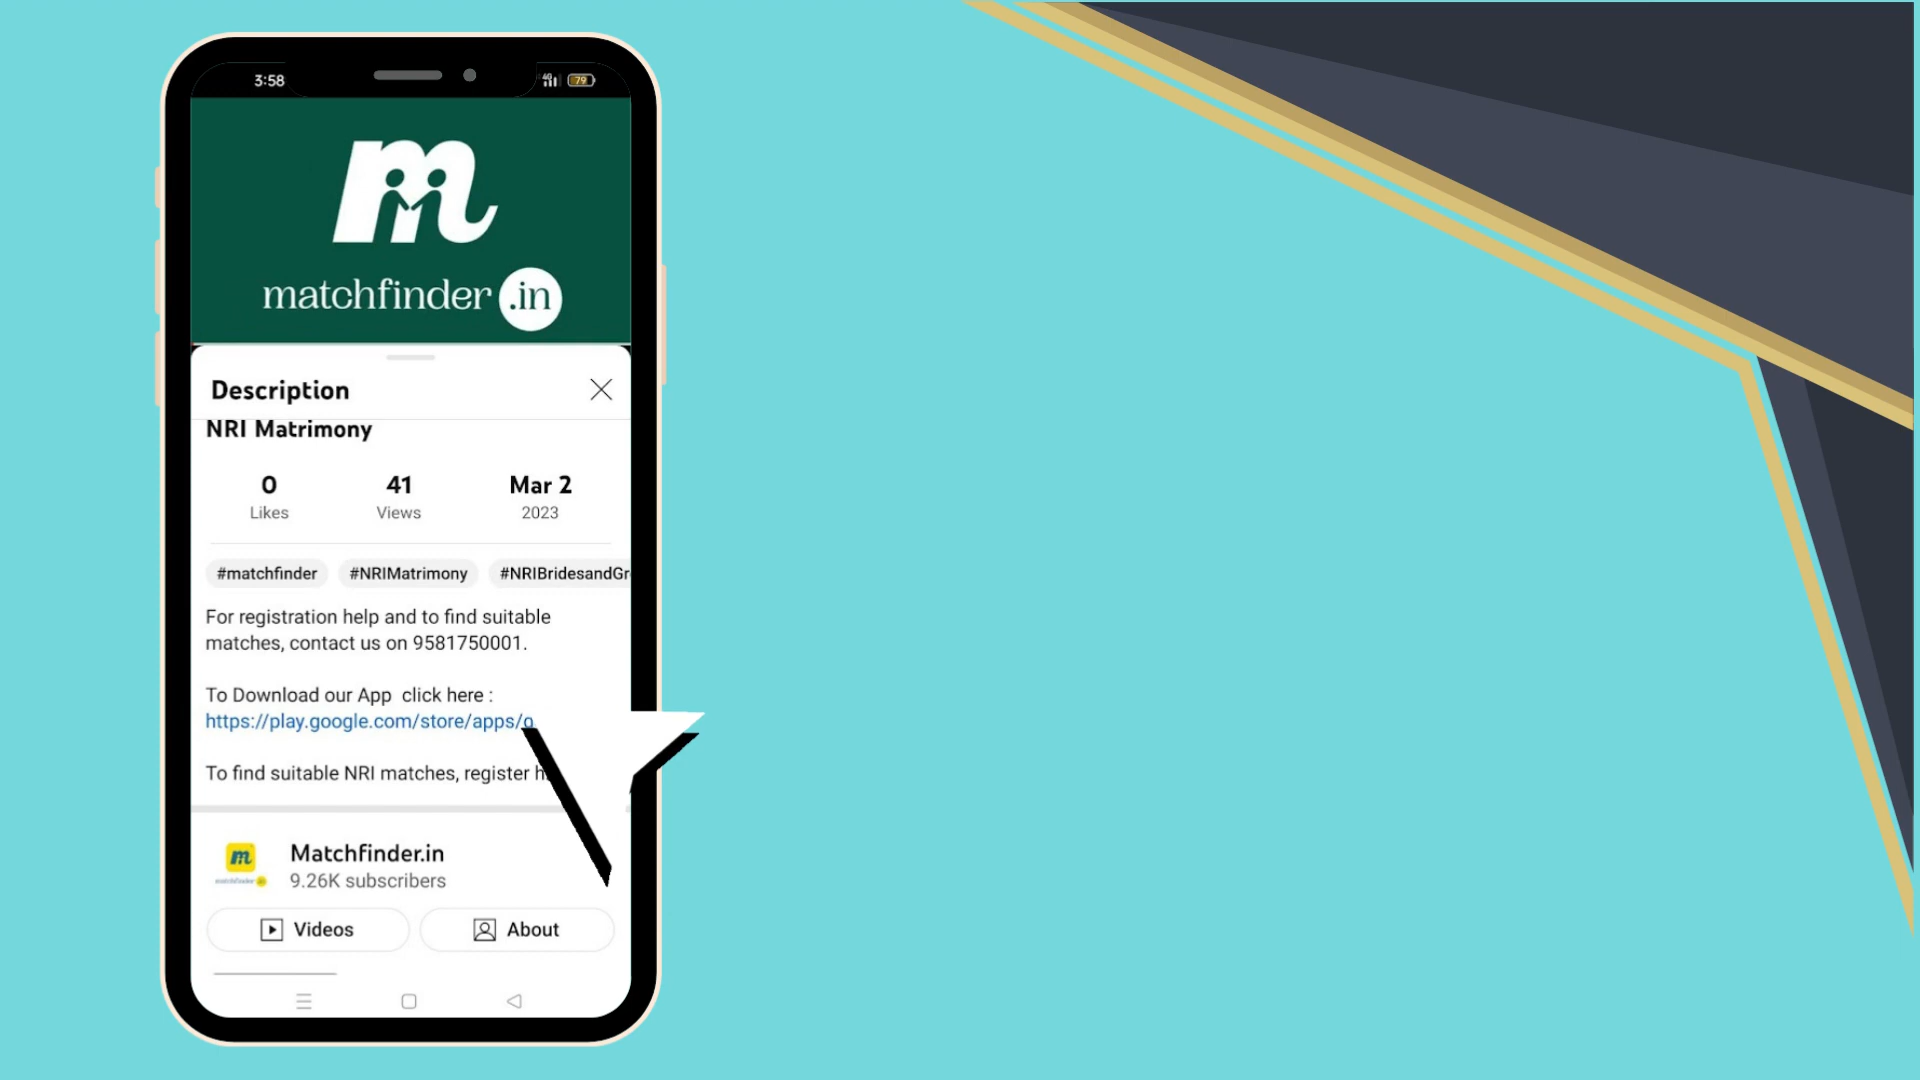 3:58
4G
79
m
matchfinder .in
Description
NRI Matrimony
0 41 Mar 2
Likes Views 2023
#matchfinder #NRIMatrimony
For registration help and to find suitable
matches, contact us on 9581750001.
To Download our App click here :
https://play.google.com/store/apps/
To find suitable NRI matches, register
m
Matchfinder.in
9.26K subscribers
Videos About